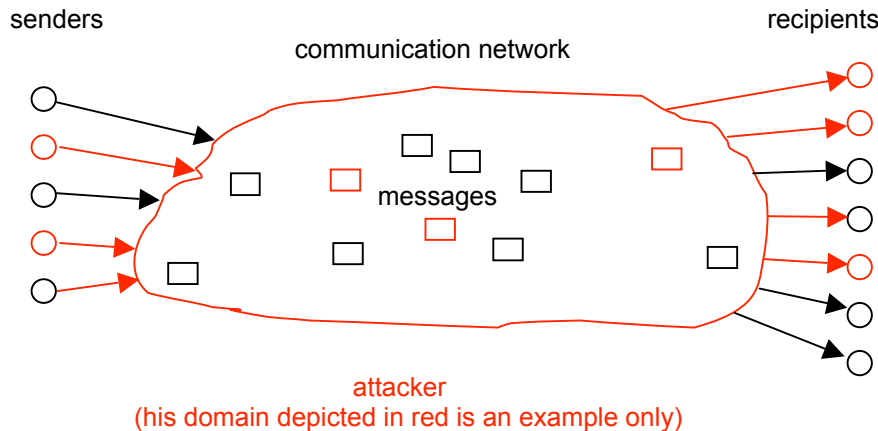 senders
recipients
communication network
messages
attacker
(his domain depicted in red is an example only)